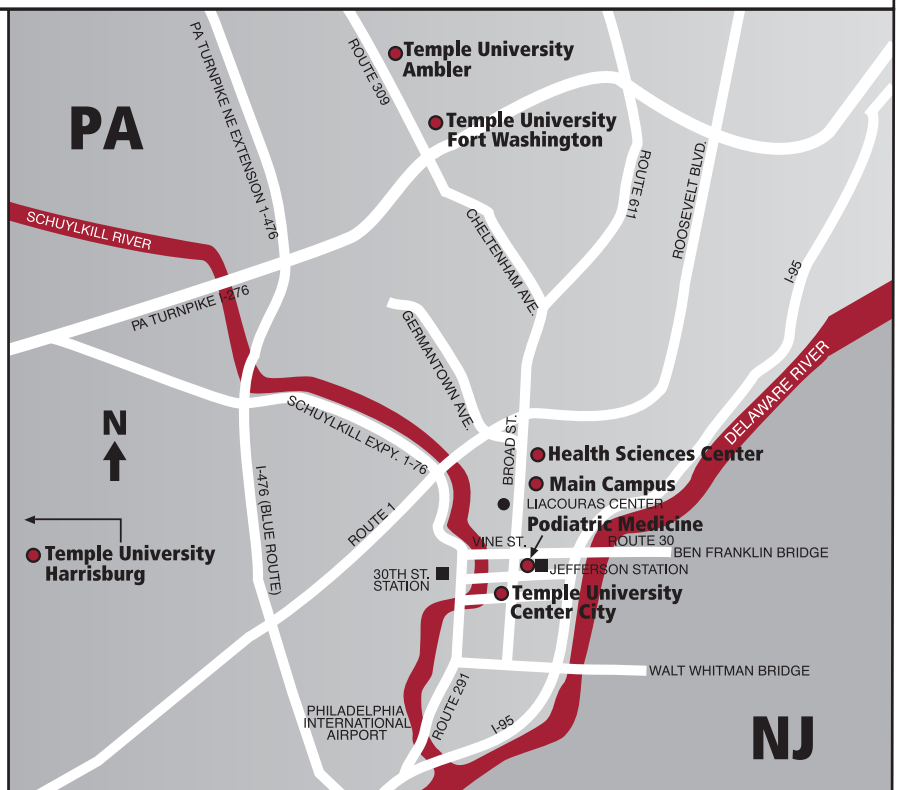 PA TURNPIKE NE EXTENSION 1-476
ROUTE 309
Temple University
Ambler
PA
Temple University
Fort Washington
ROUTE 611
ROOSEVELT BLVD.
SCHUYLKILL RIVER
CHELTENHAM AVE.
I-95
PA TURNPIKE I-276
GERMANTOWN AVE.
DELAWARE RIVER
N
SCHUYLKILL EXPY. 1-76
BROAD ST.
Health Sciences Center
I-476 (BLUE ROUTE)
Main Campus
LIACOURAS CENTER
ROUTE 1
Podiatric Medicine
VINE ST.
ROUTE 30
BEN FRANKLIN BRIDGE
Temple University
Harrisburg
30TH ST.
STATION
JEFFERSON STATION
Temple University
Center City
WALT WHITMAN BRIDGE
PHILADELPHIA
INTERNATIONAL
AIRPORT
ROUTE 291
I-95
NJ